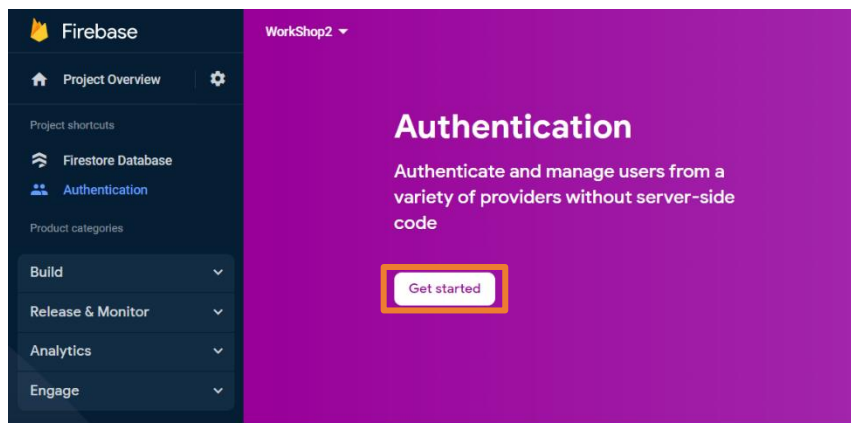 Firebase
Project Overview
Project shortcuts
Firestore Database
Authentication
Product categories
Build
Release & Monitor
Analytics
Engage
WorkShop2
Authentication
Authenticate and manage users from a
variety of providers without server-side
code
Get started